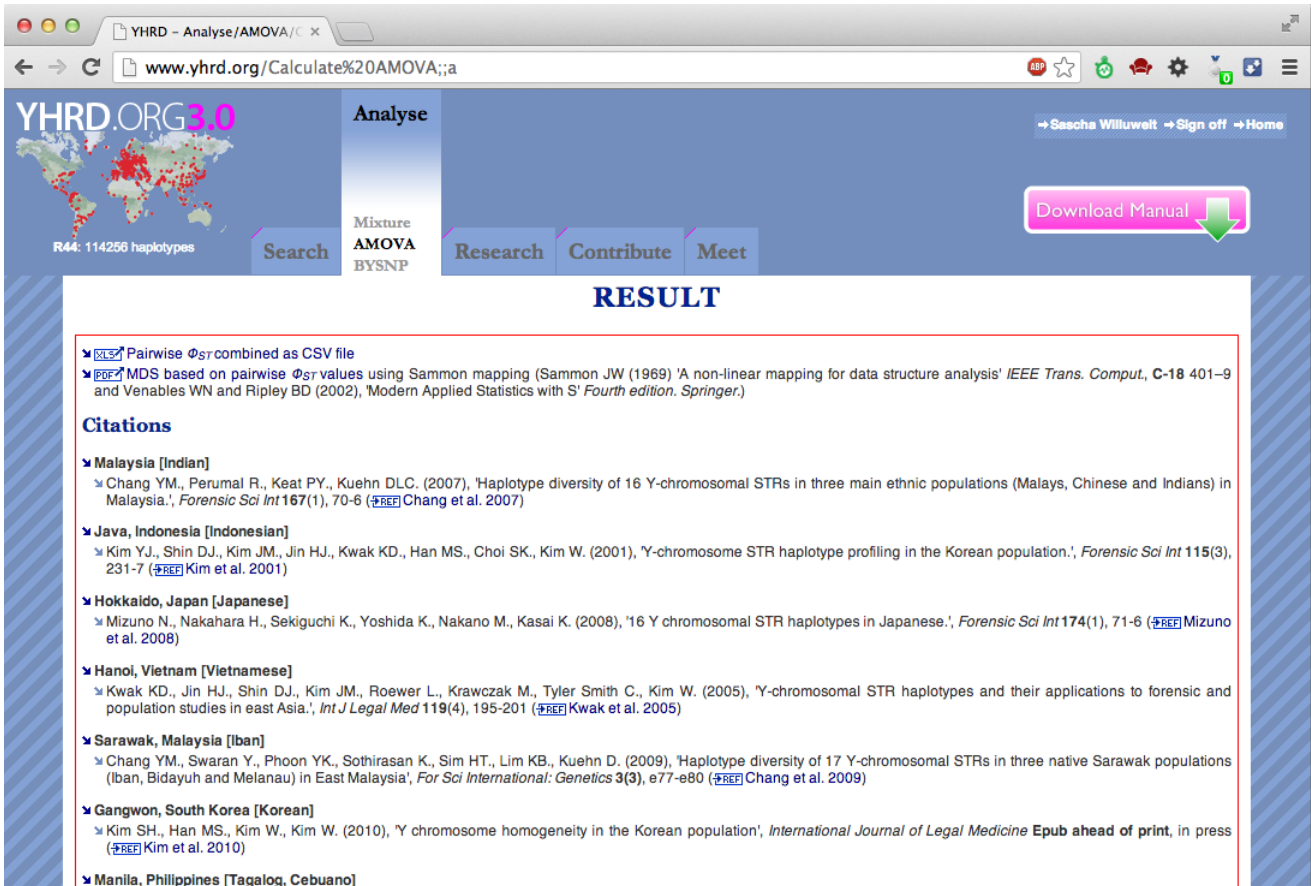 YHRD – Analyse/AMOVA/C
www.yhrd.org/Calculate%20AMOVA;;a
ABP
0
YHRD.ORG3.0
R44: 114256 haplotypes
Search
Analyse
Mixture
AMOVA
BYSNP
Research
Contribute
Meet
Sascha Willuweit Sign off Home
Download Manual
RESULT
XLS Pairwise ΦST combined as CSV file
PDF MDS based on pairwise ΦST values using Sammon mapping (Sammon JW (1969) 'A non-linear mapping for data structure analysis' IEEE Trans. Comput., C-18 401–9
and Venables WN and Ripley BD (2002), 'Modern Applied Statistics with S' Fourth edition. Springer.)
Citations
Malaysia [Indian]
Chang YM., Perumal R., Keat PY., Kuehn DLC. (2007), 'Haplotype diversity of 16 Y-chromosomal STRs in three main ethnic populations (Malays, Chinese and Indians) in
Malaysia.', Forensic Sci Int 167(1), 70-6 (REF Chang et al. 2007)
Java, Indonesia [Indonesian]
Kim YJ., Shin DJ., Kim JM., Jin HJ., Kwak KD., Han MS., Choi SK., Kim W. (2001), 'Y-chromosome STR haplotype profiling in the Korean population.', Forensic Sci Int 115(3),
231-7 (REF Kim et al. 2001)
Hokkaido, Japan [Japanese]
Mizuno N., Nakahara H., Sekiguchi K., Yoshida K., Nakano M., Kasai K. (2008), '16 Y chromosomal STR haplotypes in Japanese.', Forensic Sci Int 174(1), 71-6 (REF Mizuno
et al. 2008)
Hanoi, Vietnam [Vietnamese]
Kwak KD., Jin HJ., Shin DJ., Kim JM., Roewer L., Krawczak M., Tyler Smith C., Kim W. (2005), 'Y-chromosomal STR haplotypes and their applications to forensic and
population studies in east Asia.', Int J Legal Med 119(4), 195-201 (REF Kwak et al. 2005)
Sarawak, Malaysia [Iban]
Chang YM., Swaran Y., Phoon YK., Sothirasan K., Sim HT., Lim KB., Kuehn D. (2009), 'Haplotype diversity of 17 Y-chromosomal STRs in three native Sarawak populations
(Iban, Bidayuh and Melanau) in East Malaysia', For Sci International: Genetics 3(3), e77-e80 (REF Chang et al. 2009)
Gangwon, South Korea [Korean]
Kim SH., Han MS., Kim W., Kim W. (2010), 'Y chromosome homogeneity in the Korean population', International Journal of Legal Medicine Epub ahead of print, in press
(REF Kim et al. 2010)
Manila, Philippines [Tagalog, Cebuano]